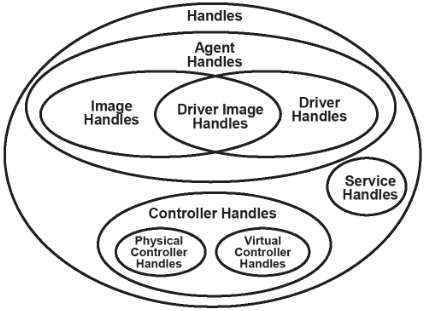 Handles
Agent
Handles
Image
Handles
Driver Image
Handles
Driver
Handles
Service
Handles
Controller Handles
Physical
Controller
Handles
Virtual
Controller
Handles